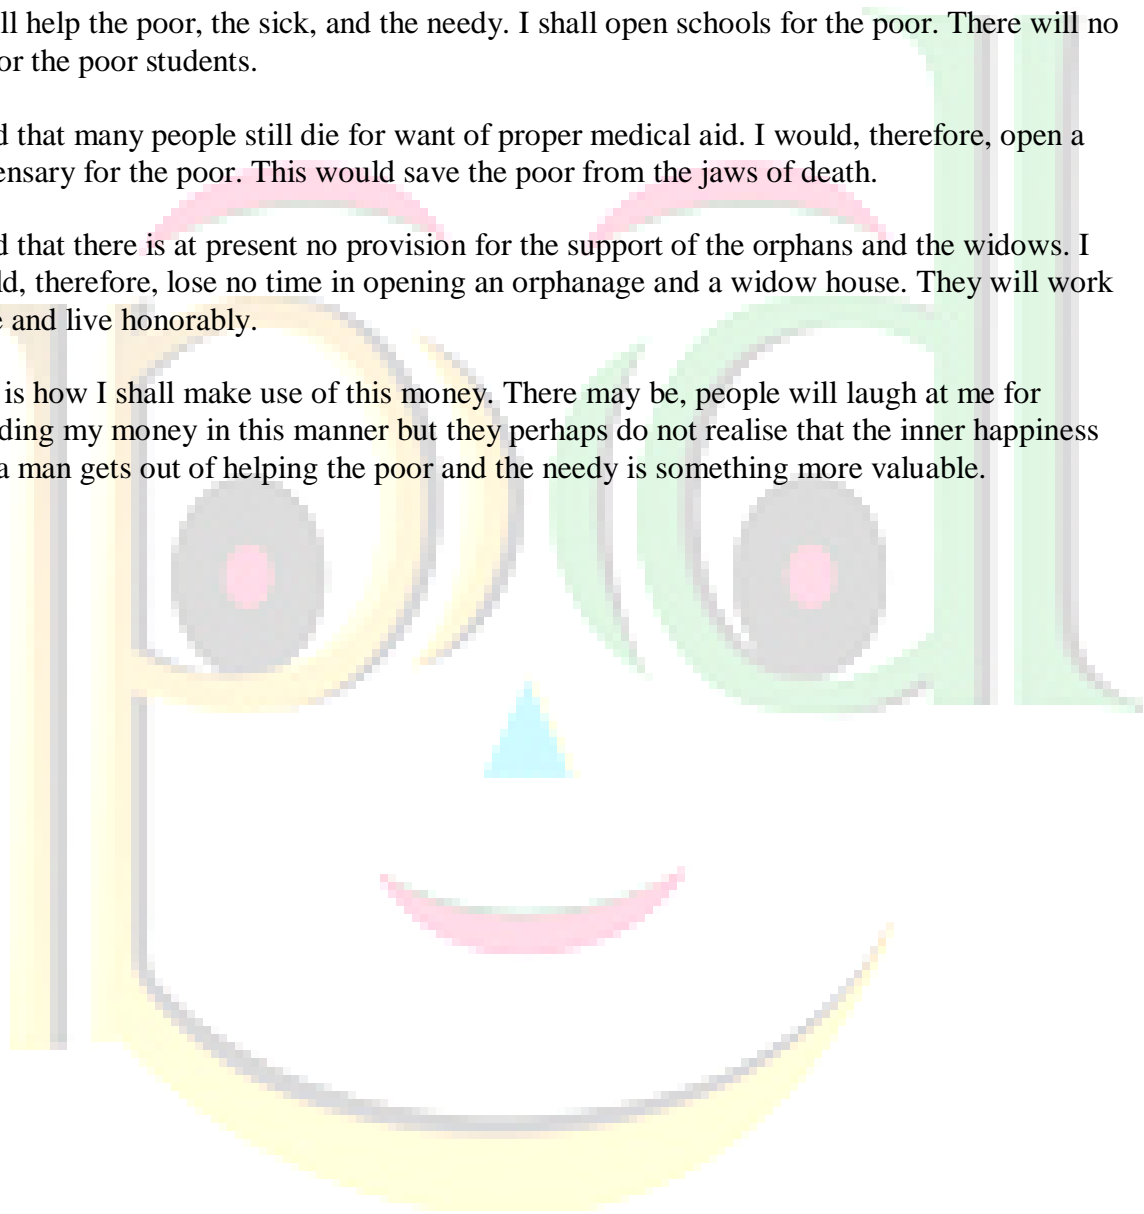 ll help the poor, the sick, and the needy. I shall open schools for the poor. There will no
or the poor students.
d that many people still die for want of proper medical aid. I would, therefore, open a
ensary for the poor. This would save the poor from the jaws of death.
d that there is at present no provision for the support of the orphans and the widows. I
ld, therefore, lose no time in opening an orphanage and a widow house. They will work
e and live honorably.
is how I shall make use of this money. There may be, people will laugh at me for
ding my money in this manner but they perhaps do not realise that the inner happiness
a man gets out of helping the poor and the needy is something more valuable.